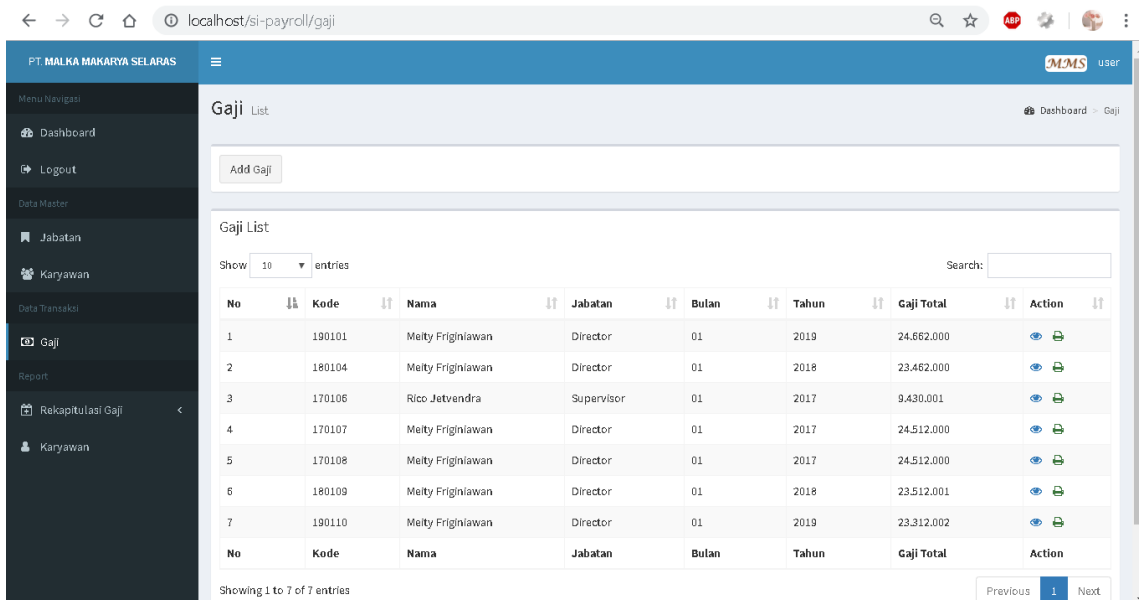 localhost/si-payroll/gaji
ABP
PT. MALKA MAKARYA SELARAS
MMS user
Menu Navigasi
Dashboard
Logout
Data Master
Jabatan
Karyawan
Data Transaksi
Gaji
Report
Rekapitulasi Gaji
Karyawan
Gaji List
Dashboard > Gaji
Add Gaji
Gaji List
Show 10 entries
Search:
No Kode Nama Jabatan Bulan Tahun Gaji Total Action
1 190101 Meity Friginiawan Director 01 2019 24.662.000
2 180104 Meity Friginiawan Director 01 2018 23.462.000
3 170106 Rico Jetvendra Supervisor 01 2017 9.430.001
4 170107 Meity Friginiawan Director 01 2017 24.512.000
5 170108 Meity Friginiawan Director 01 2017 24.512.000
6 180109 Meity Friginiawan Director 01 2018 23.512.001
7 190110 Meity Friginiawan Director 01 2019 23.312.002
No Kode Nama Jabatan Bulan Tahun Gaji Total Action
Showing 1 to 7 of 7 entries
Previous 1 Next